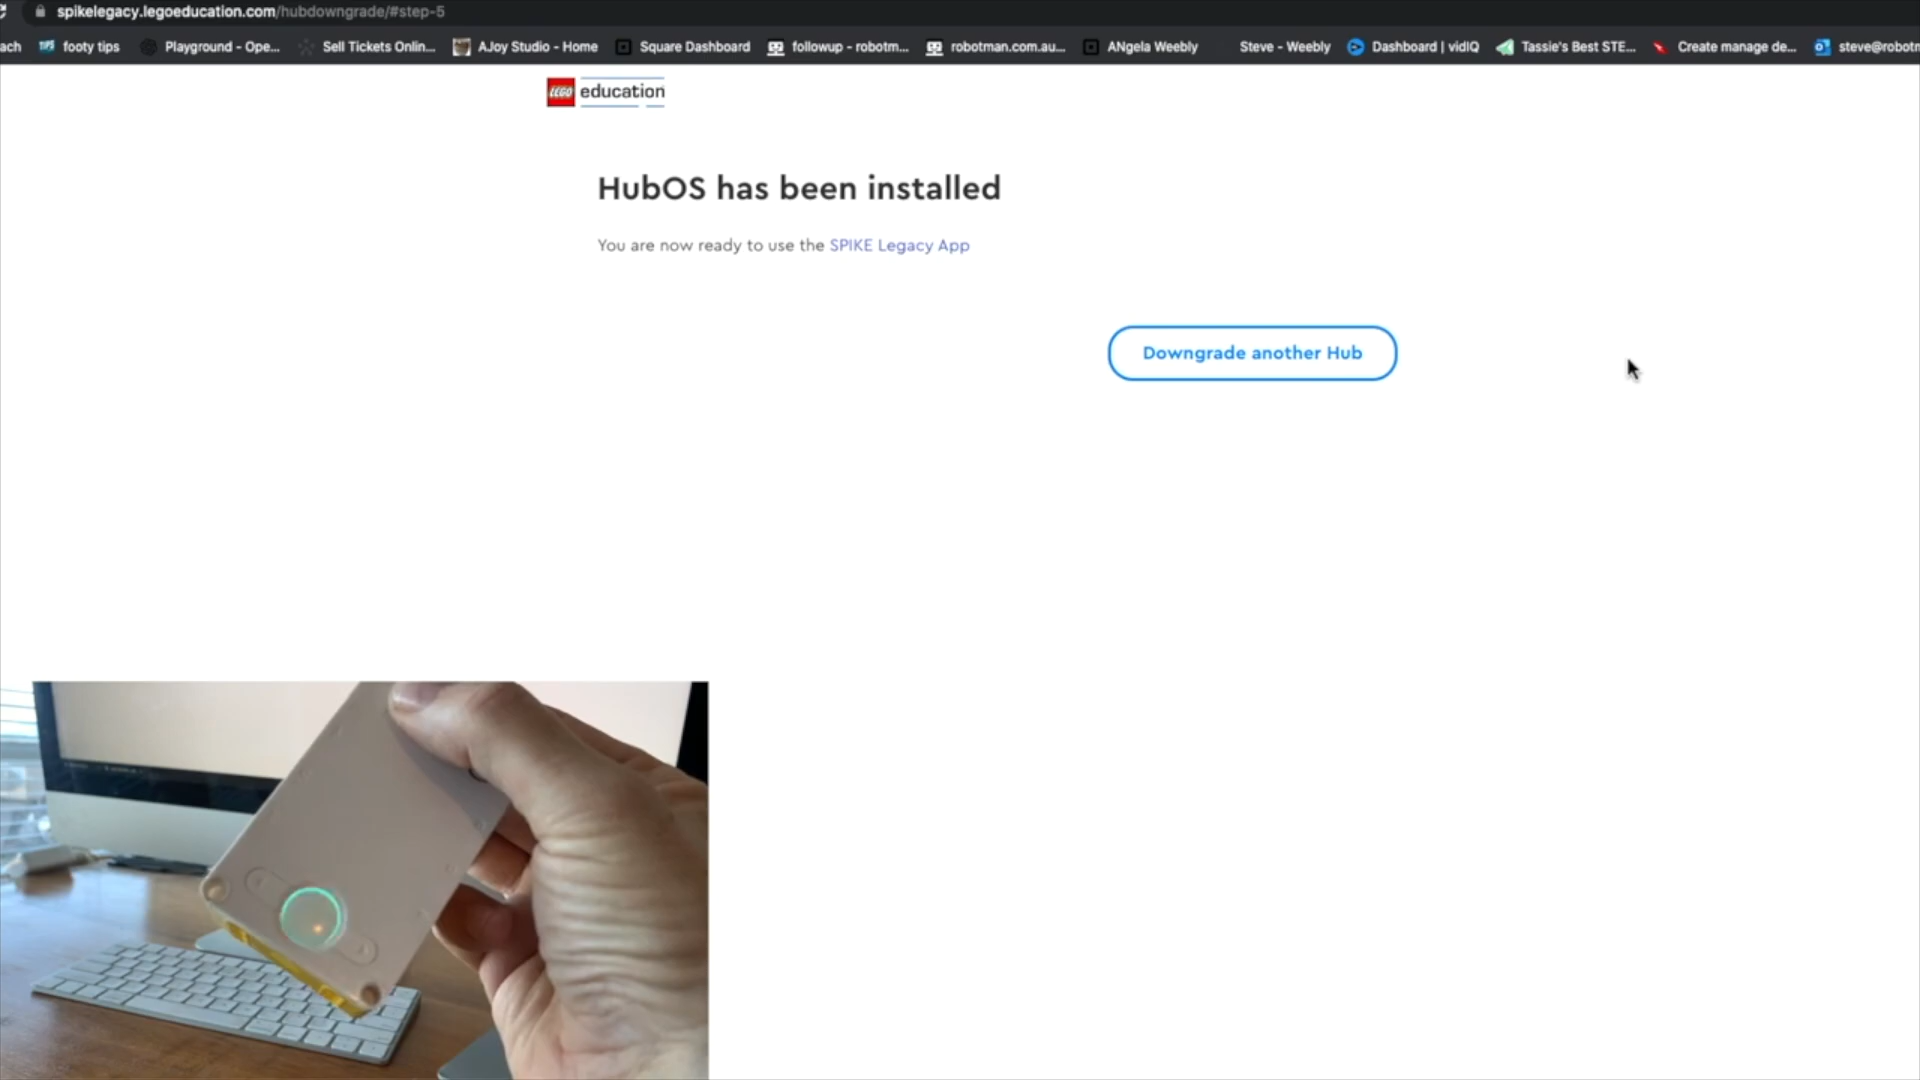 spikelegacy.legoeducation.com/hubdowngrade/#step-5
ach TIPS footy tips Playground - Ope... Sell Tickets Onlin... AJoy Studio - Home Square Dashboard followup - robotm... robotman.com.au... ANgela Weebly Steve - Weebly Dashboard | vidIQ Tassie's Best STE... Create manage de... steve@robotm
LEGO education
HubOS has been installed
You are now ready to use the SPIKE Legacy App
Downgrade another Hub